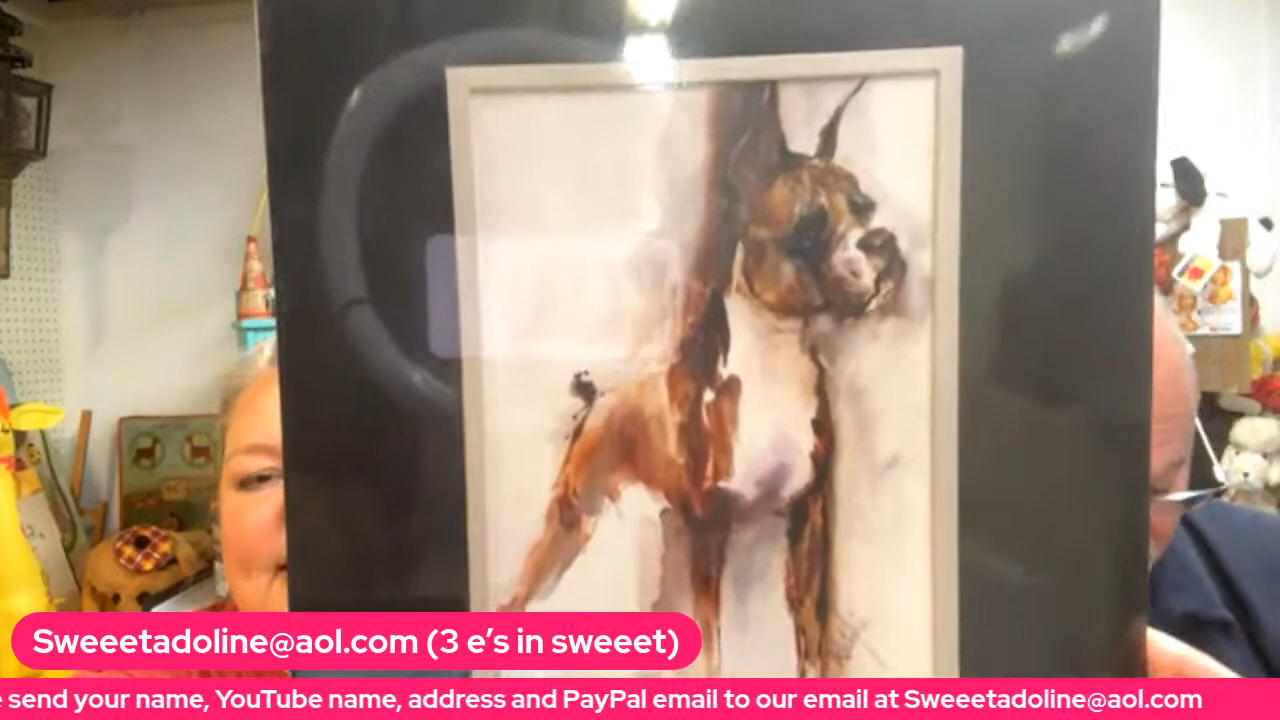 Sweeetadoline@aol.com (3 e’s in sweeet)
send your name, YouTube name, address and PayPal email to our email at Sweeetadoline@aol.com